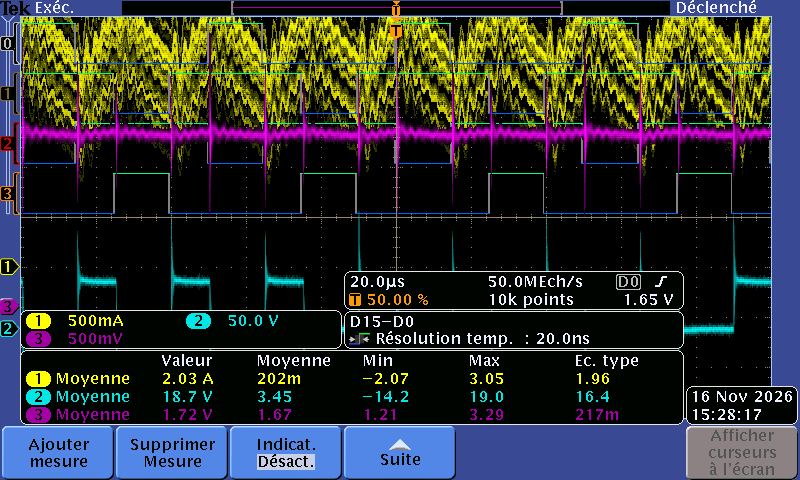 Tek Exéc. Déclenché
U
T
0
1
2
3
1
3
2
20.0µs 50.0MEch/s D0
T 50.00 % 10k points 1.65 V
1 500mA 2 50.0 V
3 500mV
D15-D0
Résolution temp. : 20.0ns
Valeur Moyenne Min Max Ec. type
1 Moyenne 2.03 A 202m −2.07 3.05 1.96
2 Moyenne 18.7 V 3.45 −14.2 19.0 16.4
3 Moyenne 1.72 V 1.67 1.21 3.29 217m
16 Nov 2026
15:28:17
Ajouter mesure
Supprimer Mesure
Indicat. Désact.
Suite
Afficher curseurs à l'écran